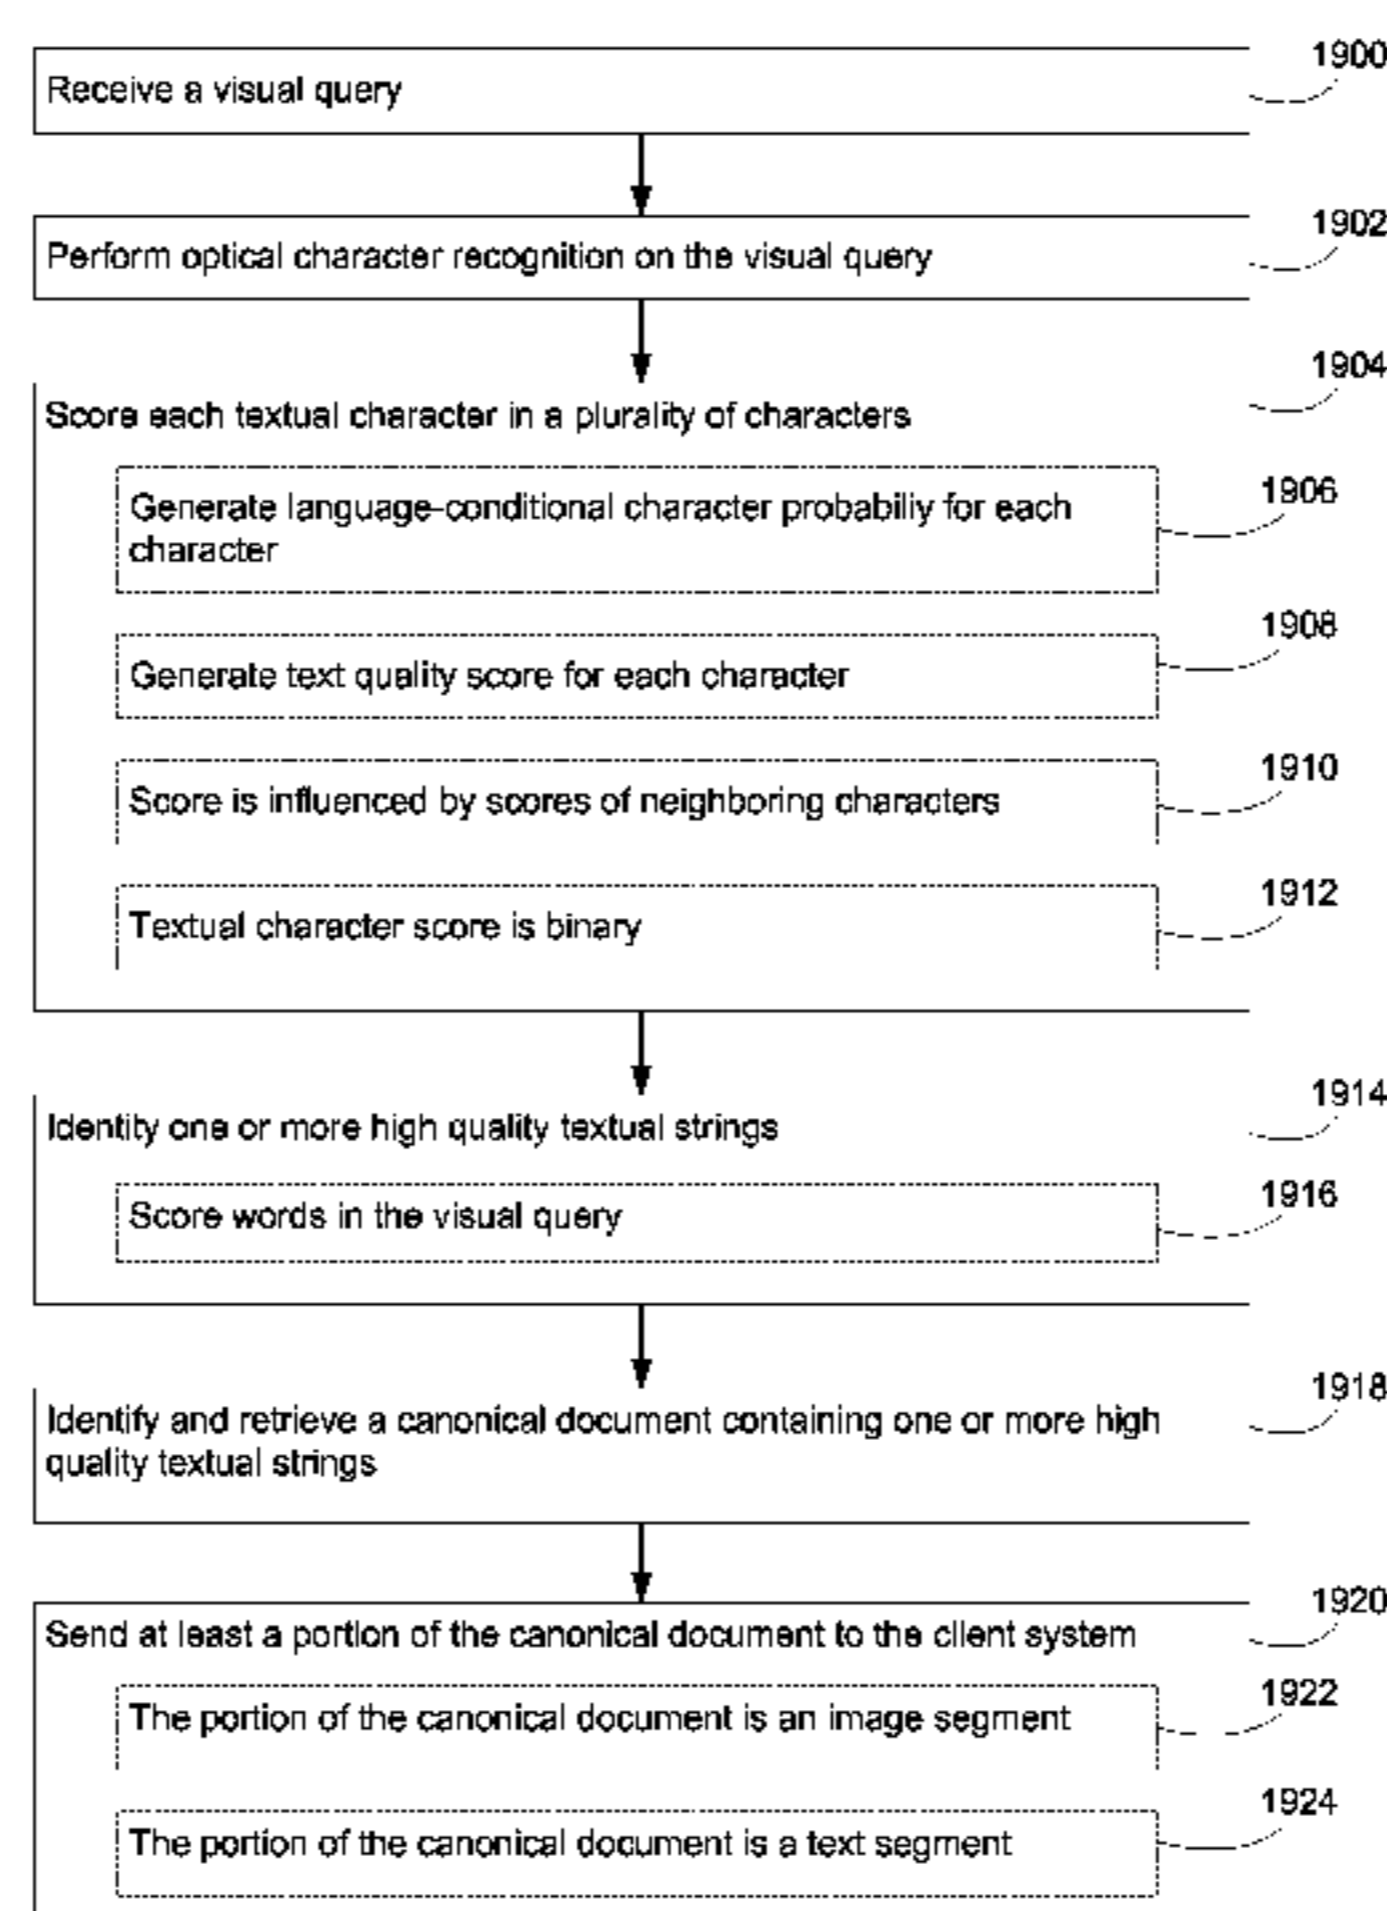 1900
Receive a visual query
1902
Perform optical character recognition on the visual query
1904
Score each textual character in a plurality of characters
1906
Generate language-conditional character probabiliy for each
character
1908
Generate text quality score for each character
1910
Score is influenced by scores of neighboring characters
1912
Textual character score is binary
1914
Identity one or more high quality textual strings
1916
Score words in the visual query
1918
Identify and retrieve a canonical document containing one or more high
quality textual strings
1920
Send at least a portion of the canonical document to the client system
1922
The portion of the canonical document is an image segment
1924
The portion of the canonical document is a text segment